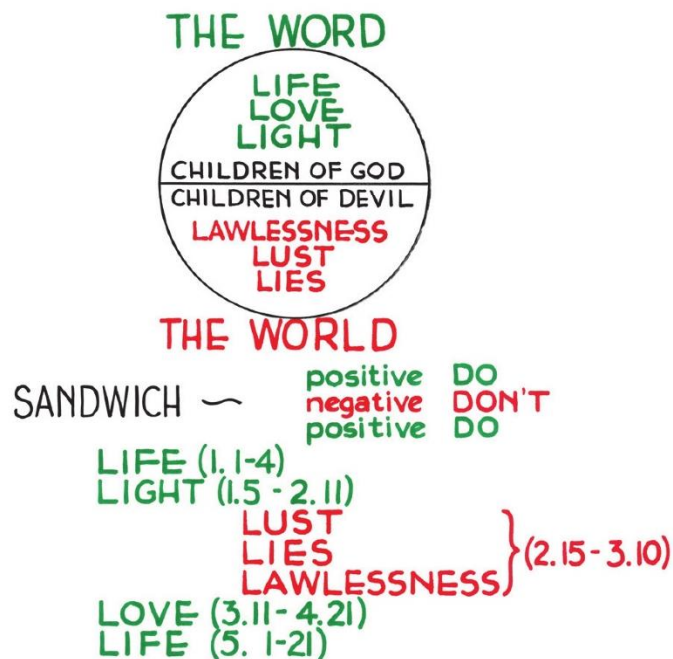 THE WORD
LIFE
LOVE
LIGHT
CHILDREN OF GOD
CHILDREN OF DEVIL
LAWLESSNESS
LUST
LIES
THE WORLD
positive DO
SANDWICH ~ negative DON'T
positive DO
LIFE (1. 1-4)
LIGHT (1.5 - 2.11)
LUST
LIES } (2.15 - 3.10)
LAWLESSNESS
LOVE (3.11 - 4.21)
LIFE (5. 1-21)